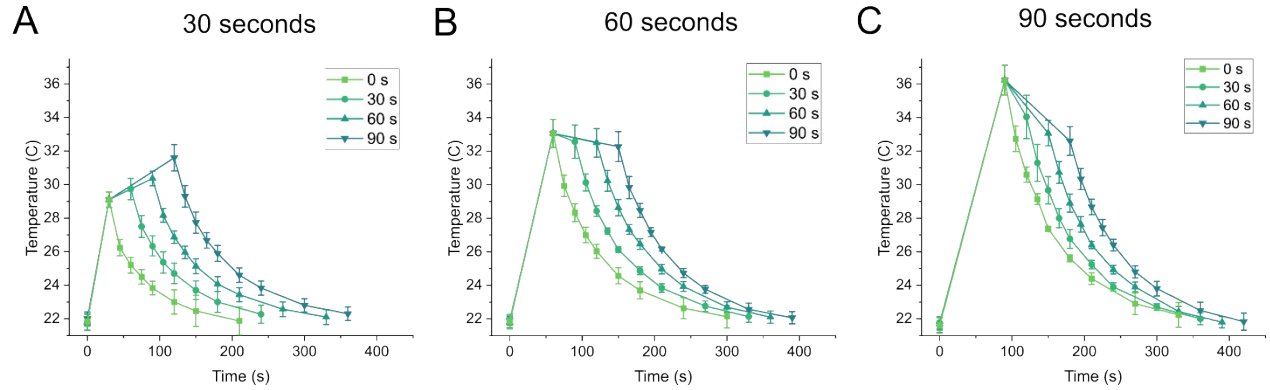 A
30 seconds
36
34
32
30
28
26
24
22
Temperature (C)
0 s
30 s
60 s
90 s
0
100
200
300
400
Time (s)
B
60 seconds
36
34
32
30
28
26
24
22
Temperature (C)
0 s
30 s
60 s
90 s
0
100
200
300
400
Time (s)
C
90 seconds
36
34
32
30
28
26
24
22
Temperature (C)
0 s
30 s
60 s
90 s
0
100
200
300
400
Time (s)